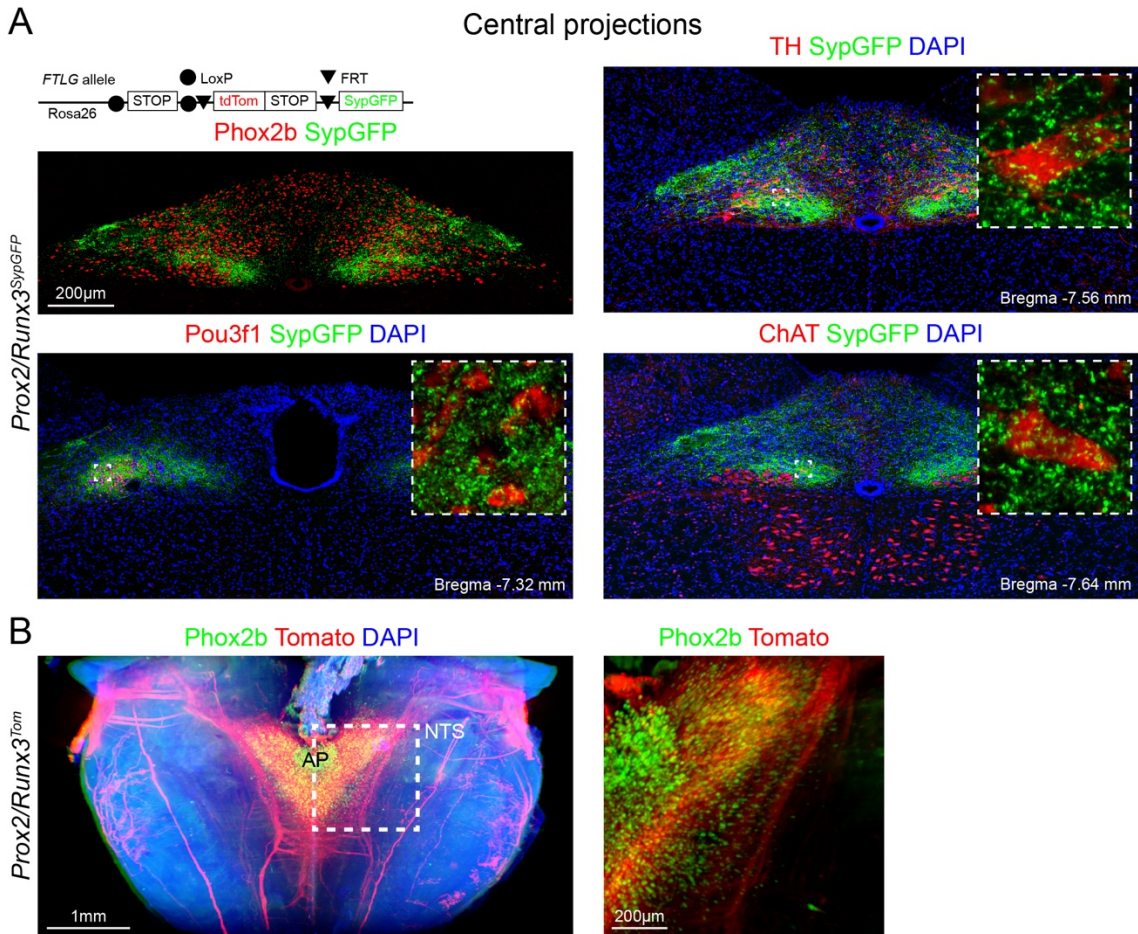 A
Central projections
FTLG allele
LoxP
FRT
STOP
tdTom
STOP
SypGFP
Rosa26
Phox2b SypGFP
200µm
TH SypGFP DAPI
Bregma -7.56 mm
Prox2/Runx3SypGFP
Pou3f1 SypGFP DAPI
Bregma -7.32 mm
ChAT SypGFP DAPI
Bregma -7.64 mm
B
Phox2b Tomato DAPI
NTS
AP
1mm
Phox2b Tomato
200µm
Prox2/Runx3Tom